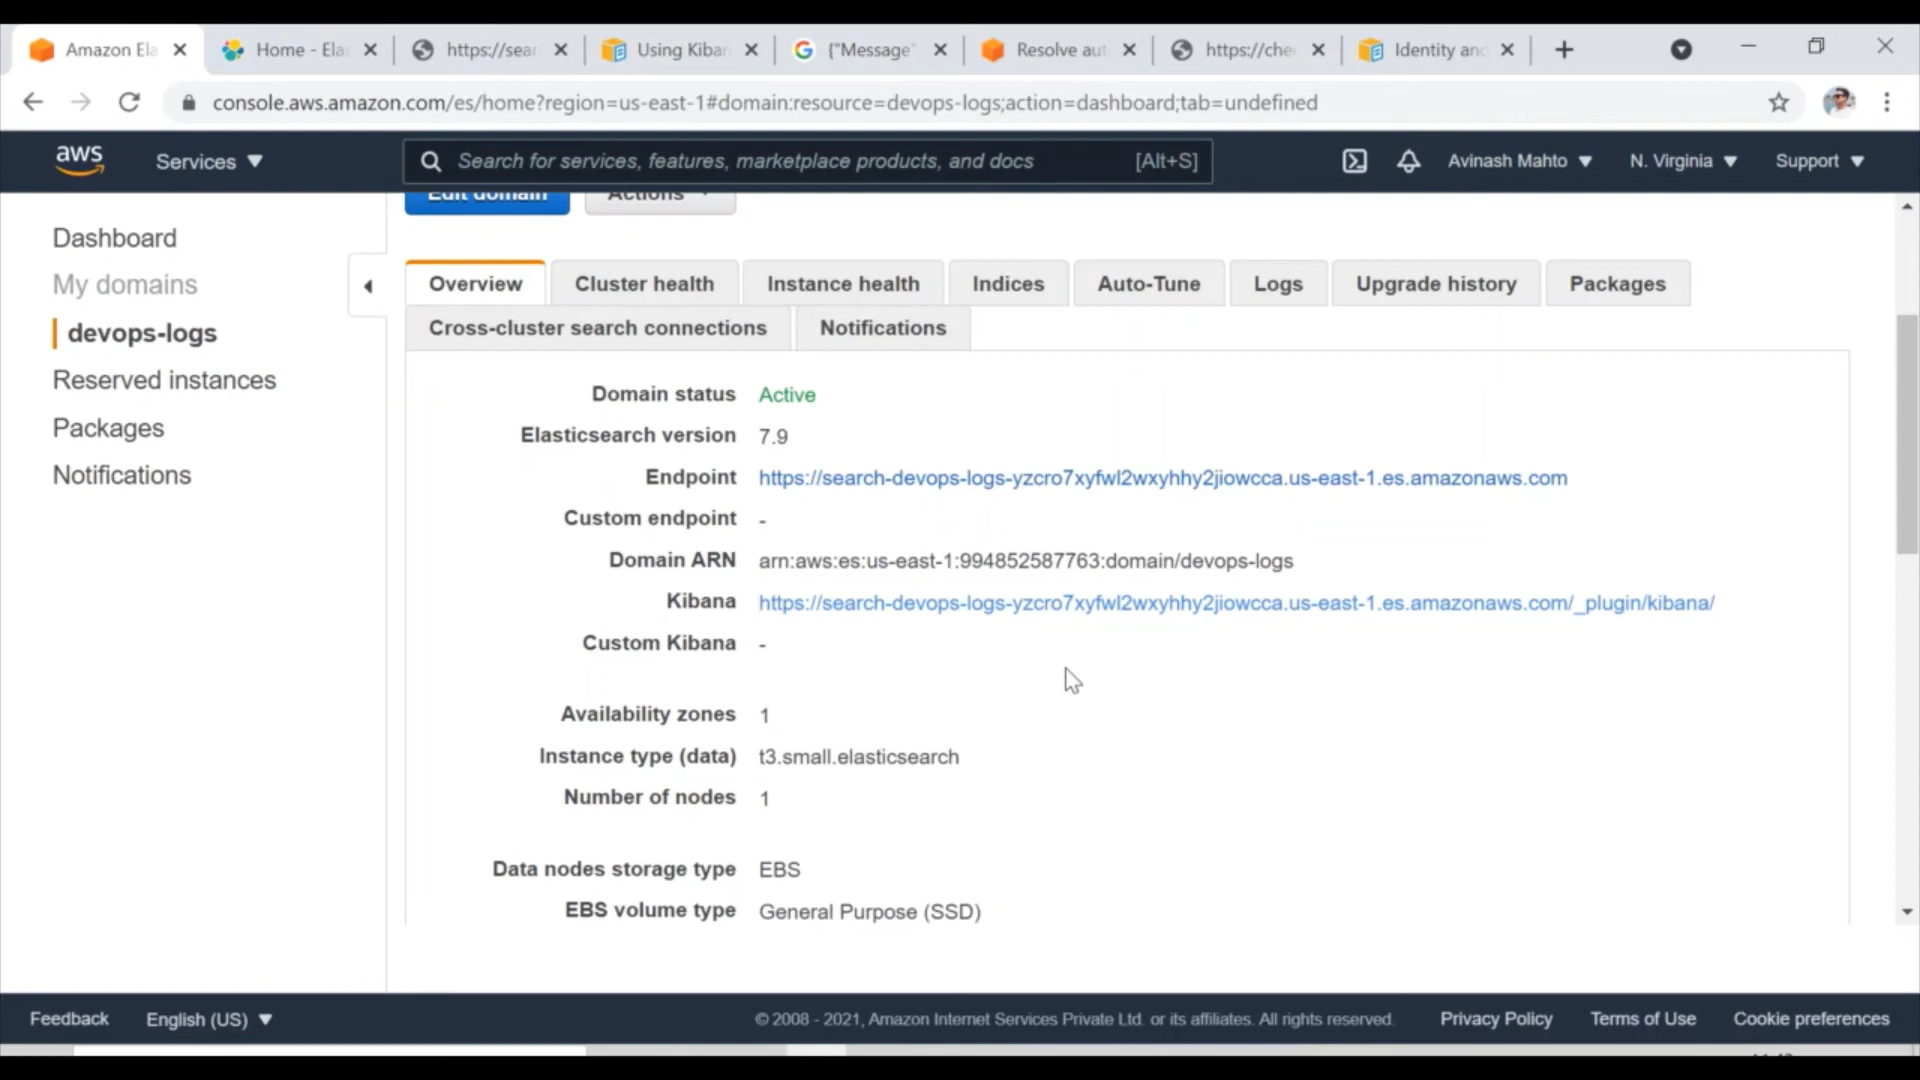 Amazon Ela
Home - Elas
https://sear
Using Kiban
{"Message"
Resolve aut
https://che
Identity and
console.aws.amazon.com/es/home?region=us-east-1#domain:resource=devops-logs;action=dashboard;tab=undefined
aws
Services
Search for services, features, marketplace products, and docs
[Alt+S]
Avinash Mahto
N. Virginia
Support
Edit domain
Actions
Dashboard
My domains
devops-logs
Reserved instances
Packages
Notifications
Overview
Cluster health
Instance health
Indices
Auto-Tune
Logs
Upgrade history
Packages
Cross-cluster search connections
Notifications
Domain status Active
Elasticsearch version 7.9
Endpoint https://search-devops-logs-yzcro7xyfwl2wxyhhy2jiowcca.us-east-1.es.amazonaws.com
Custom endpoint -
Domain ARN arn:aws:es:us-east-1:994852587763:domain/devops-logs
Kibana https://search-devops-logs-yzcro7xyfwl2wxyhhy2jiowcca.us-east-1.es.amazonaws.com/_plugin/kibana/
Custom Kibana -
Availability zones 1
Instance type (data) t3.small.elasticsearch
Number of nodes 1
Data nodes storage type EBS
EBS volume type General Purpose (SSD)
Feedback
English (US)
© 2008 - 2021, Amazon Internet Services Private Ltd. or its affiliates. All rights reserved.
Privacy Policy
Terms of Use
Cookie preferences